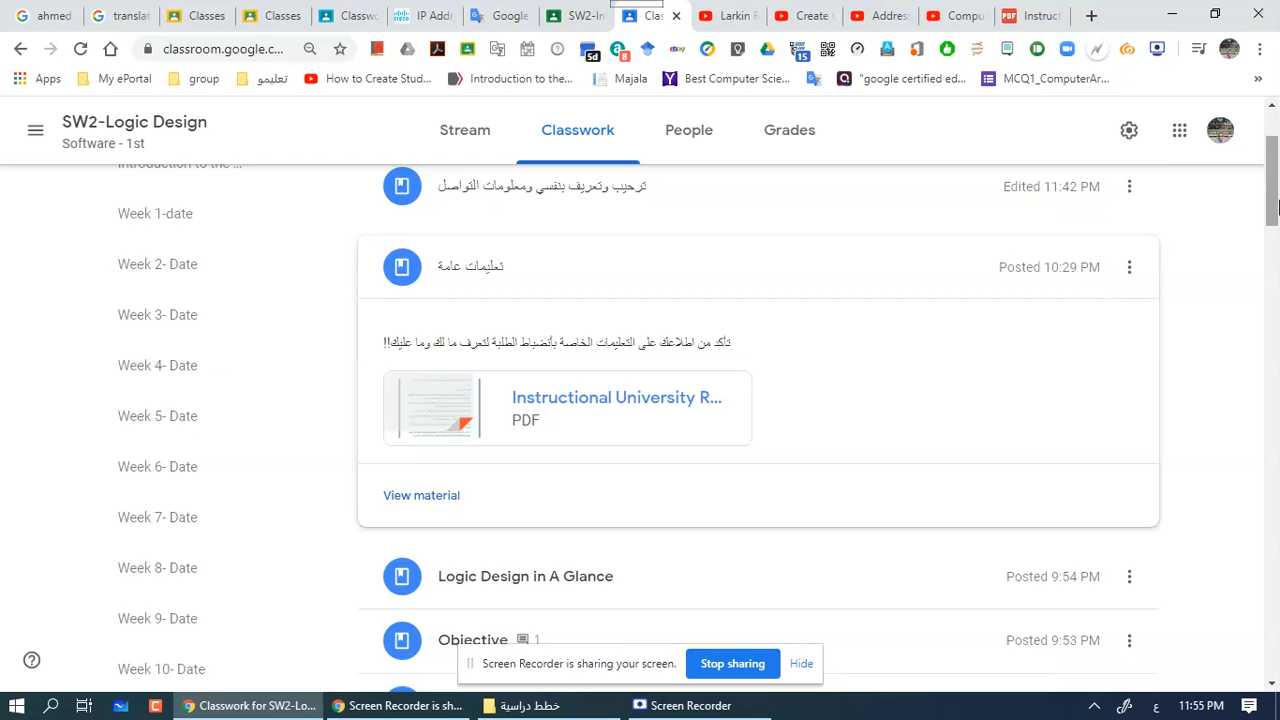 ahmed
translat
Classes
Classes
Class
IP Add
Google
SW2-In
Clas
Larkin R
Create
Addres
Compu
Instruct
classroom.google.c...
5d
8
15
Apps
My ePortal
group
تعليمو
How to Create Stud...
Introduction to the...
Majala
Best Computer Scie...
"google certified ed...
MCQ1_ComputerAr...
SW2-Logic Design
Software - 1st
Stream
Classwork
People
Grades
Introduction to the ...
Week 1-date
Week 2- Date
Week 3- Date
Week 4- Date
Week 5- Date
Week 6- Date
Week 7- Date
Week 8- Date
Week 9- Date
Week 10- Date
ترحيب وتعريف بنفسي ومعلومات التواصل
Edited 11:42 PM
تعليمات عامة
Posted 10:29 PM
تأكد من اطلاعك على التعليمات الخاصة بأنضباط الطلبة لتعرف ما لك وما عليك!!
Instructional University R...
PDF
View material
Logic Design in A Glance
Posted 9:54 PM
Objective
1
Posted 9:53 PM
Screen Recorder is sharing your screen.
Stop sharing
Hide
Classwork for SW2-Lo...
Screen Recorder is sh...
خطط دراسية
Screen Recorder
ع
11:55 PM